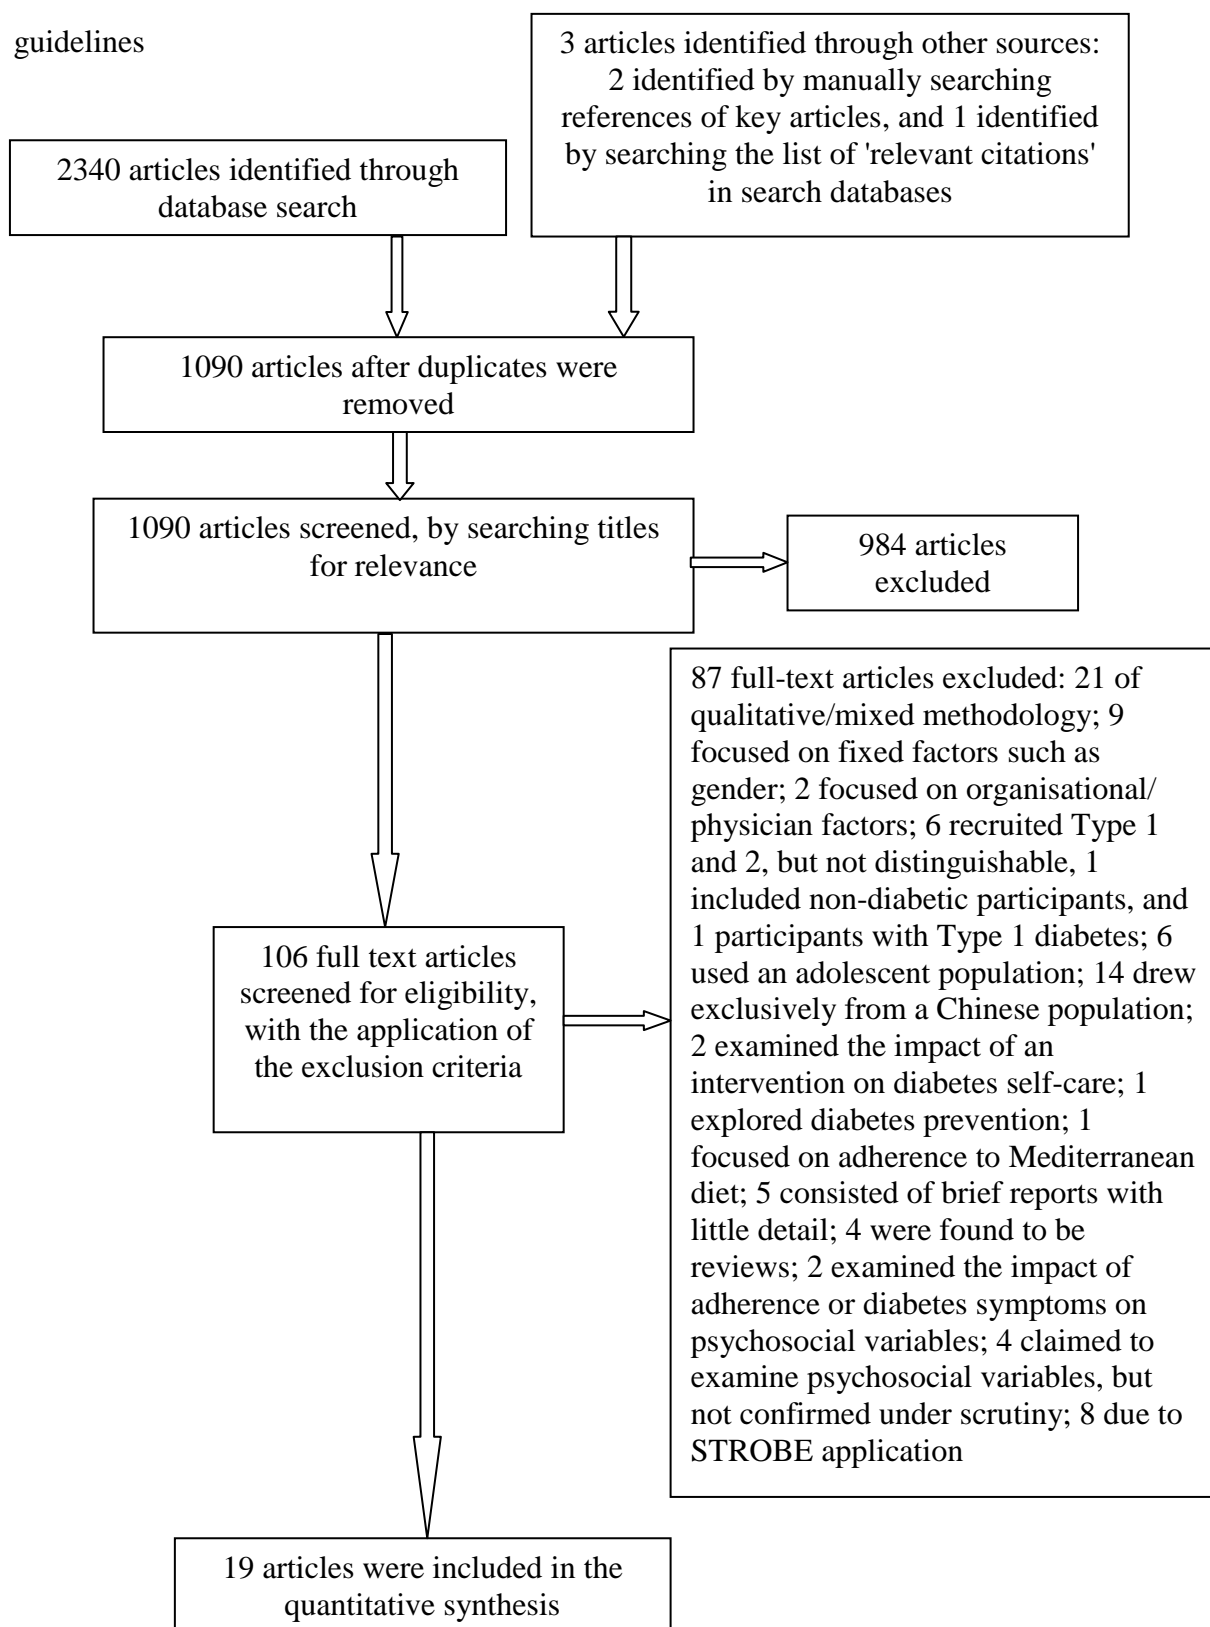 guidelines
3 articles identified through other sources:
2 identified by manually searching
references of key articles, and 1 identified
by searching the list of 'relevant citations'
in search databases
2340 articles identified through
database search
1090 articles after duplicates were
removed
1090 articles screened, by searching titles
for relevance
984 articles
excluded
87 full-text articles excluded: 21 of
qualitative/mixed methodology; 9
focused on fixed factors such as
gender; 2 focused on organisational/
physician factors; 6 recruited Type 1
and 2, but not distinguishable, 1
included non-diabetic participants, and
1 participants with Type 1 diabetes; 6
used an adolescent population; 14 drew
exclusively from a Chinese population;
2 examined the impact of an
intervention on diabetes self-care; 1
explored diabetes prevention; 1
focused on adherence to Mediterranean
diet; 5 consisted of brief reports with
little detail; 4 were found to be
reviews; 2 examined the impact of
adherence or diabetes symptoms on
psychosocial variables; 4 claimed to
examine psychosocial variables, but
not confirmed under scrutiny; 8 due to
STROBE application
106 full text articles
screened for eligibility,
with the application of
the exclusion criteria
19 articles were included in the
quantitative synthesis